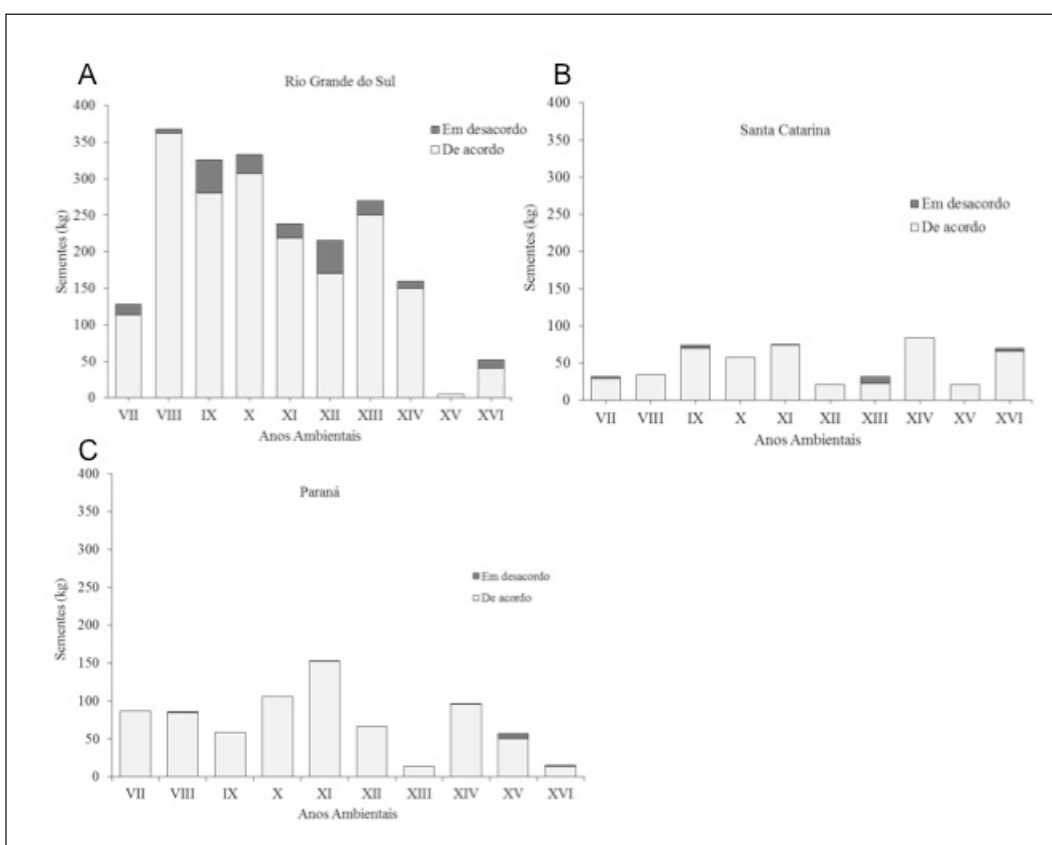 A
Rio Grande do Sul
400
350
300
250
200
150
100
50
0
Sementes (kg)
Em desacordo
De acordo
VII VIII IX X XI XII XIII XIV XV XVI
Anos Ambientais
B
Santa Catarina
400
350
300
250
200
150
100
50
0
Sementes (kg)
Em desacordo
De acordo
VII VIII IX X XI XII XIII XIV XV XVI
Anos Ambientais
C
Paraná
400
350
300
250
200
150
100
50
0
Sementes (kg)
Em desacordo
De acordo
VII VIII IX X XI XII XIII XIV XV XVI
Anos Ambientais